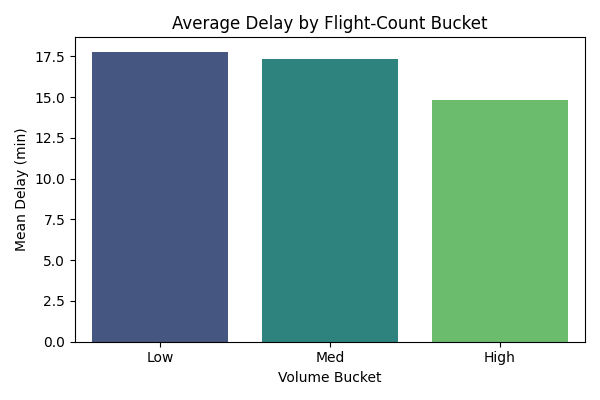 Average Delay by Flight-Count Bucket
Mean Delay (min)
17.5
15.0
12.5
10.0
7.5
5.0
2.5
0.0
Low Med High
Volume Bucket